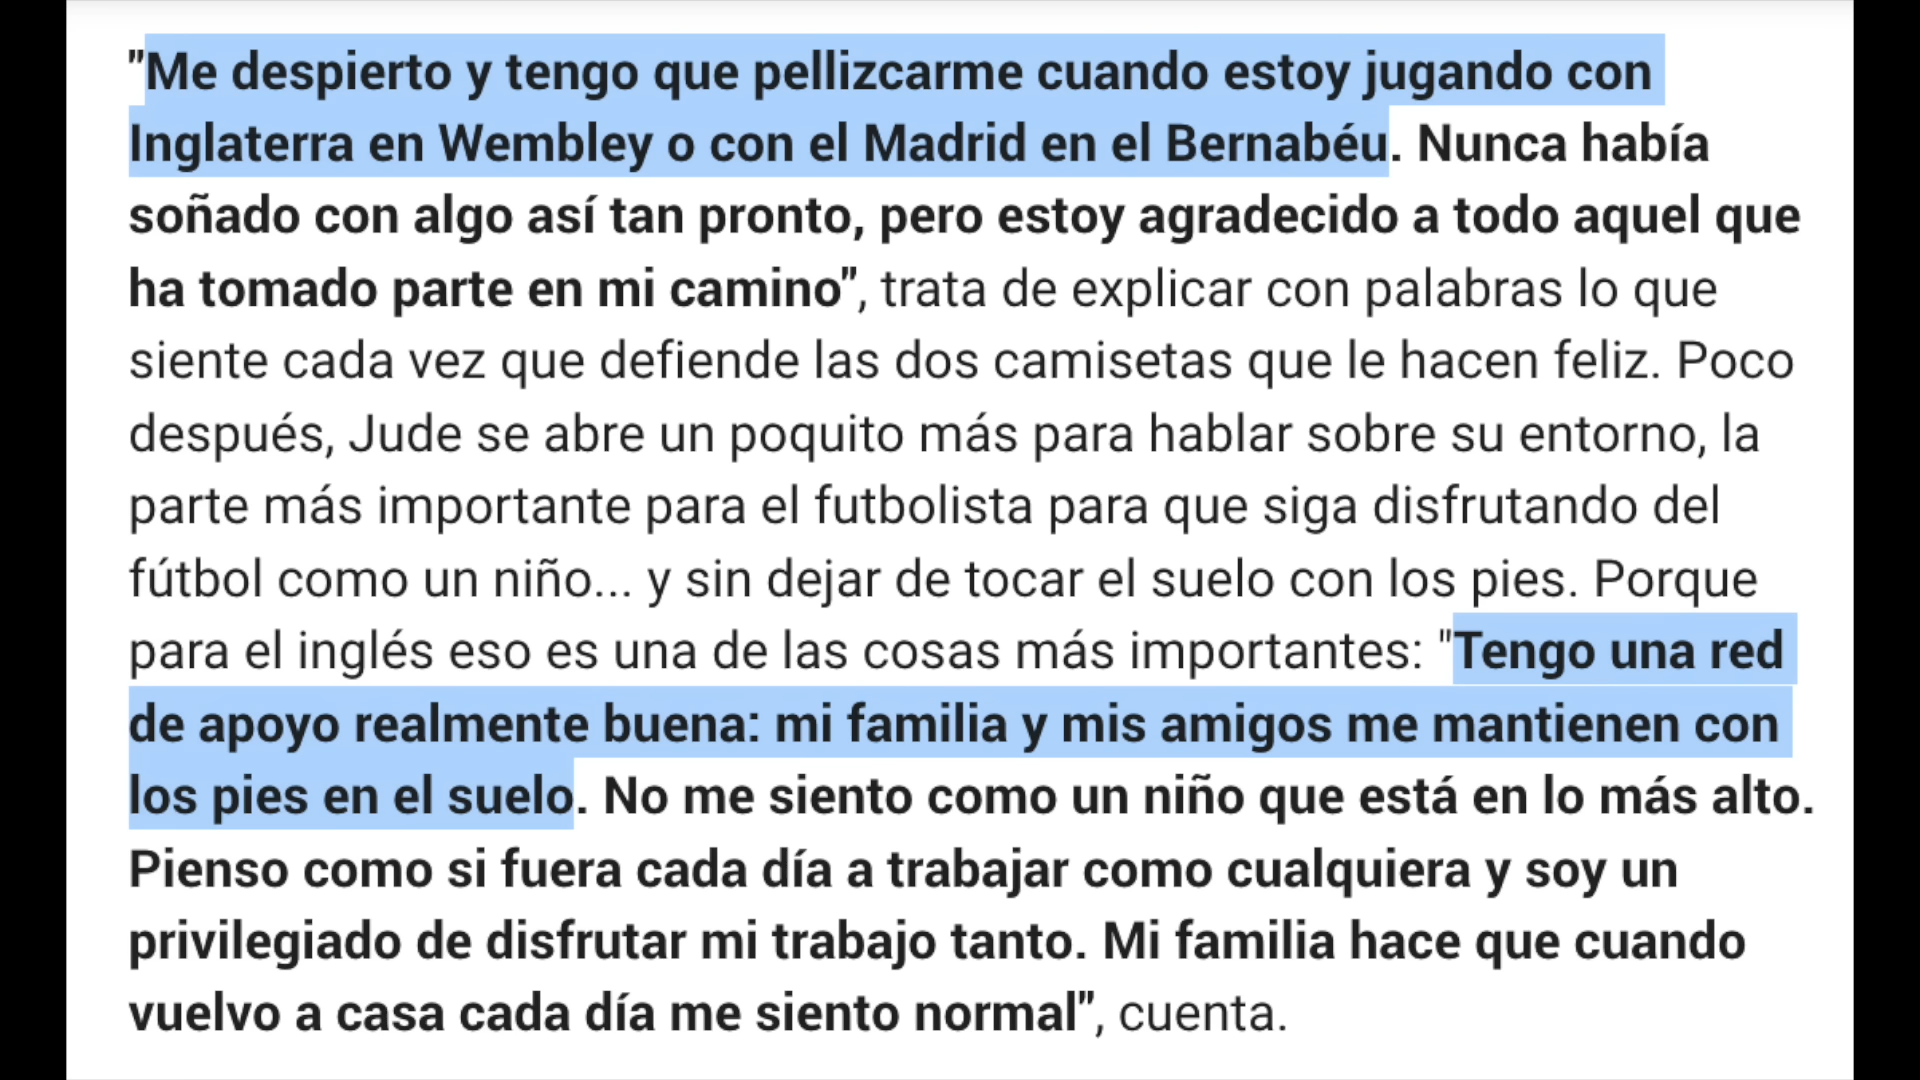 "Me despierto y tengo que pellizcarme cuando estoy jugando con
Inglaterra en Wembley o con el Madrid en el Bernabéu. Nunca había
soñado con algo así tan pronto, pero estoy agradecido a todo aquel que
ha tomado parte en mi camino", trata de explicar con palabras lo que
siente cada vez que defiende las dos camisetas que le hacen feliz. Poco
después, Jude se abre un poquito más para hablar sobre su entorno, la
parte más importante para el futbolista para que siga disfrutando del
fútbol como un niño... y sin dejar de tocar el suelo con los pies. Porque
para el inglés eso es una de las cosas más importantes: "Tengo una red
de apoyo realmente buena: mi familia y mis amigos me mantienen con
los pies en el suelo. No me siento como un niño que está en lo más alto.
Pienso como si fuera cada día a trabajar como cualquiera y soy un
privilegiado de disfrutar mi trabajo tanto. Mi familia hace que cuando
vuelvo a casa cada día me siento normal", cuenta.